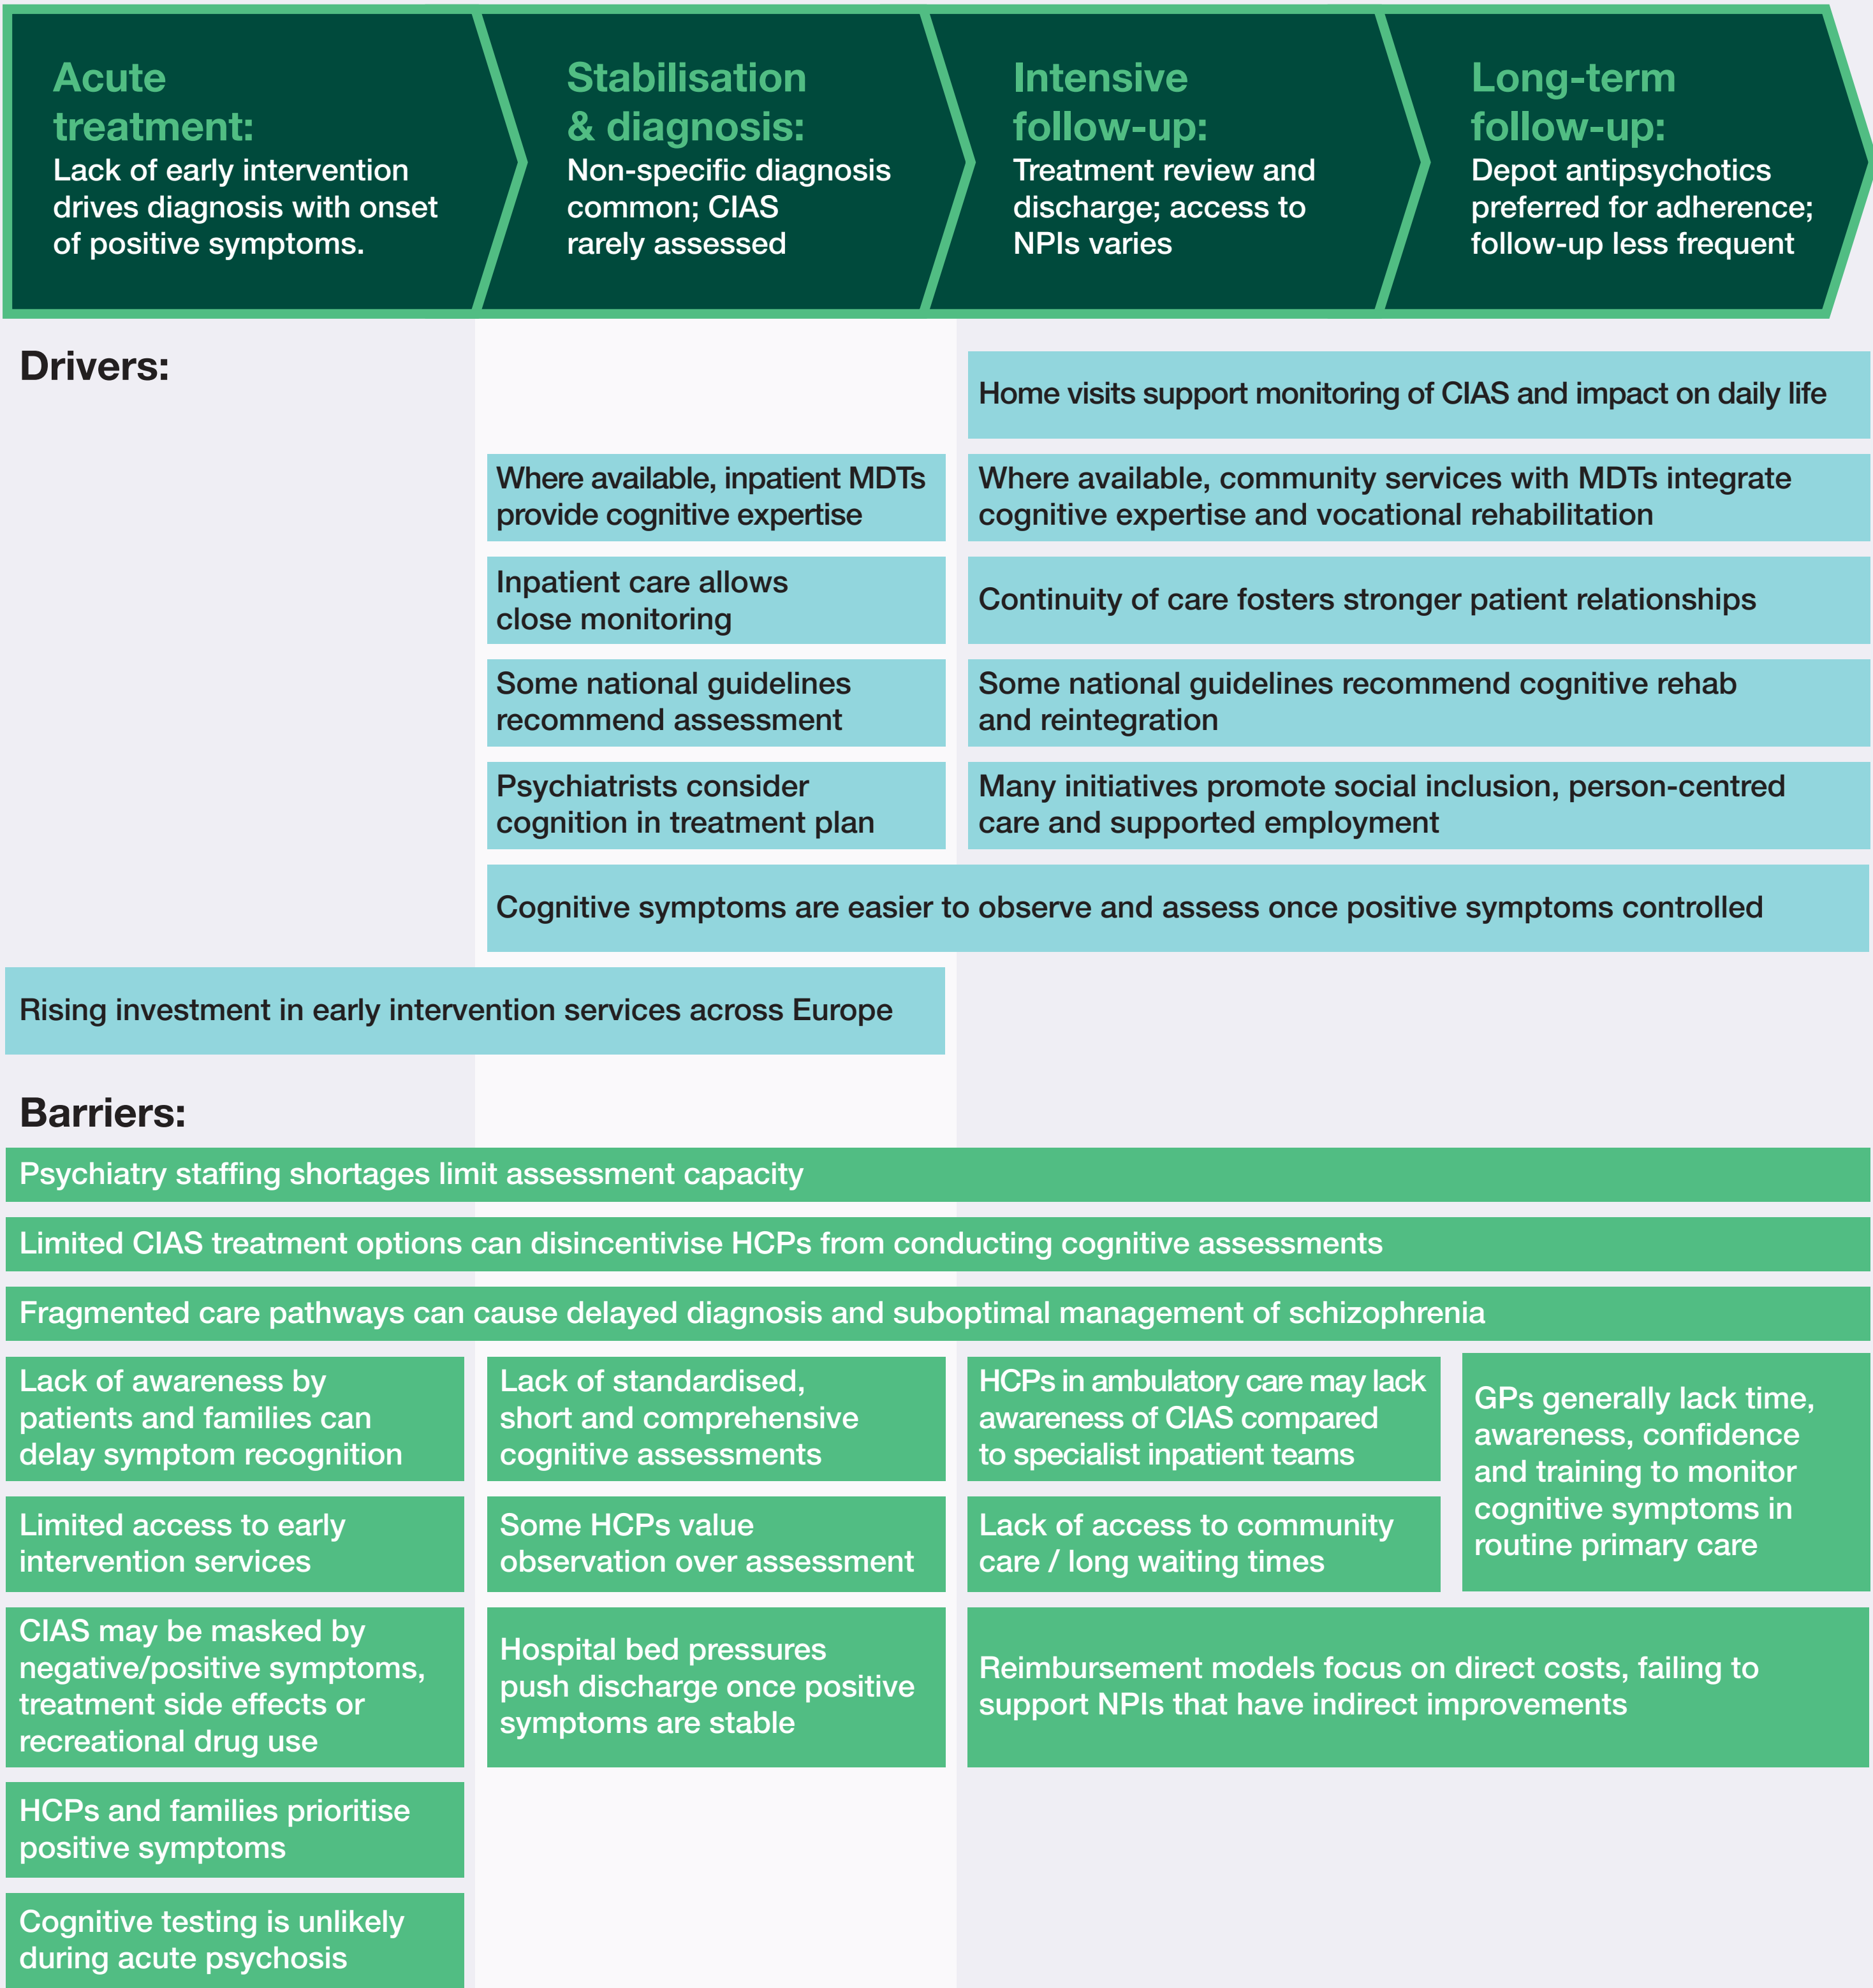 Acute
treatment:
Lack of early intervention
drives diagnosis with onset
of positive symptoms.
Stabilisation
& diagnosis:
Non-specific diagnosis
common; CIAS
rarely assessed
Intensive
follow-up:
Treatment review and
discharge; access to
NPIs varies
Long-term
follow-up:
Depot antipsychotics
preferred for adherence;
follow-up less frequent
Drivers:
Home visits support monitoring of CIAS and impact on daily life
Where available, inpatient MDTs
provide cognitive expertise
Where available, community services with MDTs integrate
cognitive expertise and vocational rehabilitation
Inpatient care allows
close monitoring
Continuity of care fosters stronger patient relationships
Some national guidelines
recommend assessment
Some national guidelines recommend cognitive rehab
and reintegration
Psychiatrists consider
cognition in treatment plan
Many initiatives promote social inclusion, person-centred
care and supported employment
Cognitive symptoms are easier to observe and assess once positive symptoms controlled
Rising investment in early intervention services across Europe
Barriers:
Psychiatry staffing shortages limit assessment capacity
Limited CIAS treatment options can disincentivise HCPs from conducting cognitive assessments
Fragmented care pathways can cause delayed diagnosis and suboptimal management of schizophrenia
Lack of awareness by
patients and families can
delay symptom recognition
Lack of standardised,
short and comprehensive
cognitive assessments
HCPs in ambulatory care may lack
awareness of CIAS compared
to specialist inpatient teams
GPs generally lack time,
awareness, confidence
and training to monitor
cognitive symptoms in
routine primary care
Limited access to early
intervention services
Some HCPs value
observation over assessment
Lack of access to community
care / long waiting times
CIAS may be masked by
negative/positive symptoms,
treatment side effects or
recreational drug use
Hospital bed pressures
push discharge once positive
symptoms are stable
Reimbursement models focus on direct costs, failing to
support NPIs that have indirect improvements
HCPs and families prioritise
positive symptoms
Cognitive testing is unlikely
during acute psychosis